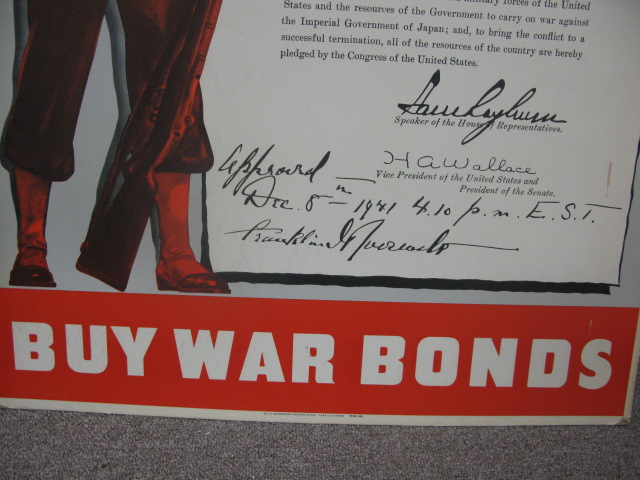 military forces of the United
States and the resources of the Government to carry on war against
the Imperial Government of Japan; and, to bring the conflict to a
successful termination, all of the resources of the country are hereby
pledged by the Congress of the United States.
Sam Rayburn
Speaker of the House of Representatives.
H A Wallace
Vice President of the United States and
President of the Senate.
Approved
Dec. 8th 1941 4.10 p.m. E.S.T.
Franklin D Roosevelt
BUY WAR BONDS